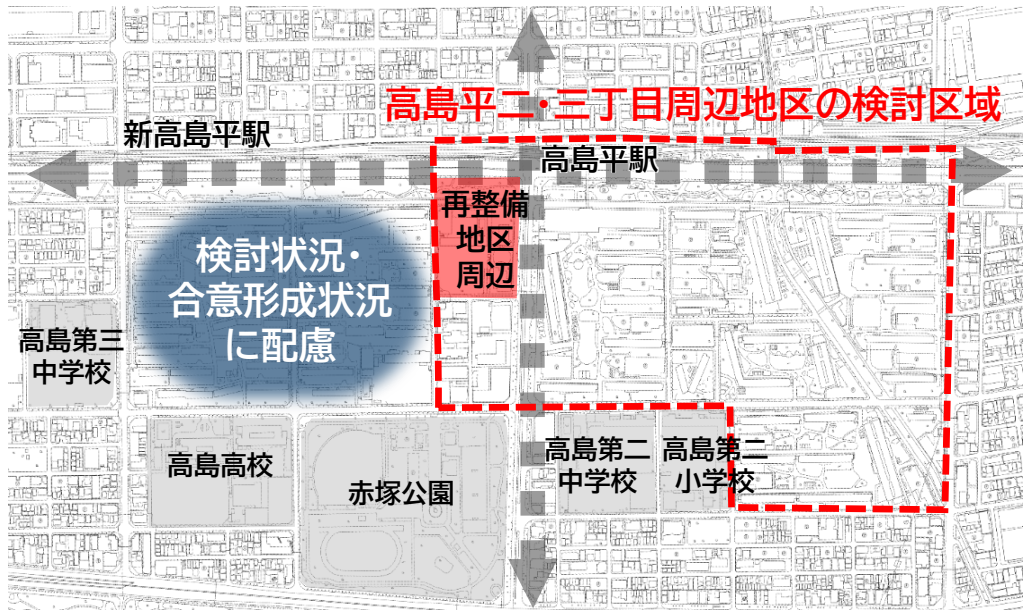 高島平二・三丁目周辺地区の検討区域
新高島平駅
高島平駅
再整備
地区
周辺
検討状況・
合意形成状況
に配慮
高島第三
中学校
高島高校
赤塚公園
高島第二
中学校
高島第二
小学校